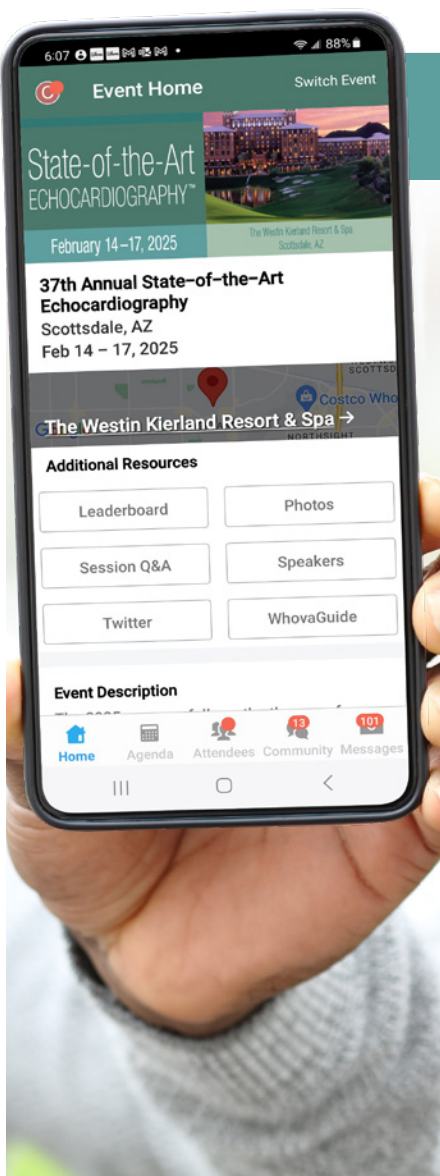 6:07
88%
Event Home
Switch Event
State-of-the-Art
ECHOCARDIOGRAPHY™
February 14–17, 2025
The Westin Kierland Resort & Spa
Scottsdale, AZ
37th Annual State-of-the-Art
Echocardiography
Scottsdale, AZ
Feb 14 – 17, 2025
SCOTTSD
Costco Who
The Westin Kierland Resort & Spa →
NORTHSIGHT
Additional Resources
Leaderboard
Photos
Session Q&A
Speakers
Twitter
WhovaGuide
Event Description
13
101
Home
Agenda
Attendees
Community
Messages